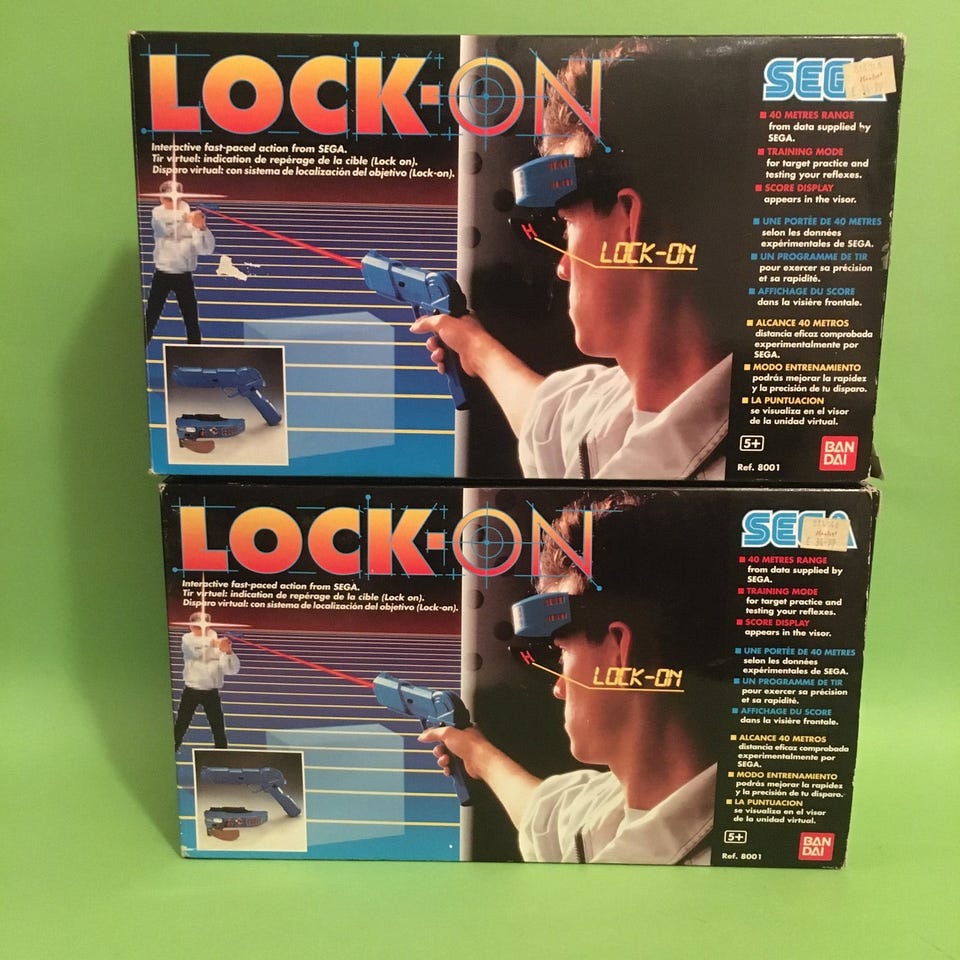 LOCK-ON
Interactive fast-paced action from SEGA.
Tir virtuel: indication de repérage de la cible (Lock on).
Disparo virtual: con sistema de localización del objetivo (Lock-on).
LOCK-ON
SEGA
40 METRES RANGE
from data supplied by
SEGA.
TRAINING MODE
for target practice and
testing your reflexes.
SCORE DISPLAY
appears in the visor.
UNE PORTÉE DE 40 METRES
selon les données
expérimentales de SEGA.
UN PROGRAMME DE TIR
pour exercer sa précision
et sa rapidité.
AFFICHAGE DU SCORE
dans la visière frontale.
ALCANCE 40 METROS
distancia eficaz comprobada
experimentalmente por
SEGA.
MODO ENTRENAMIENTO
podrás mejorar la rapidez
y la precisión de tu disparo.
LA PUNTUACION
se visualiza en el visor
de la unidad virtual.
5+
Ref. 8001
BAN
DAI
LOCK-ON
Interactive fast-paced action from SEGA.
Tir virtuel: indication de repérage de la cible (Lock on).
Disparo virtual: con sistema de localización del objetivo (Lock-on).
LOCK-ON
SEGA
40 METRES RANGE
from data supplied by
SEGA.
TRAINING MODE
for target practice and
testing your reflexes.
SCORE DISPLAY
appears in the visor.
UNE PORTÉE DE 40 METRES
selon les données
expérimentales de SEGA.
UN PROGRAMME DE TIR
pour exercer sa précision
et sa rapidité.
AFFICHAGE DU SCORE
dans la visière frontale.
ALCANCE 40 METROS
distancia eficaz comprobada
experimentalmente por
SEGA.
MODO ENTRENAMIENTO
podrás mejorar la rapidez
y la precisión de tu disparo.
LA PUNTUACION
se visualiza en el visor
de la unidad virtual.
5+
Ref. 8001
BAN
DAI